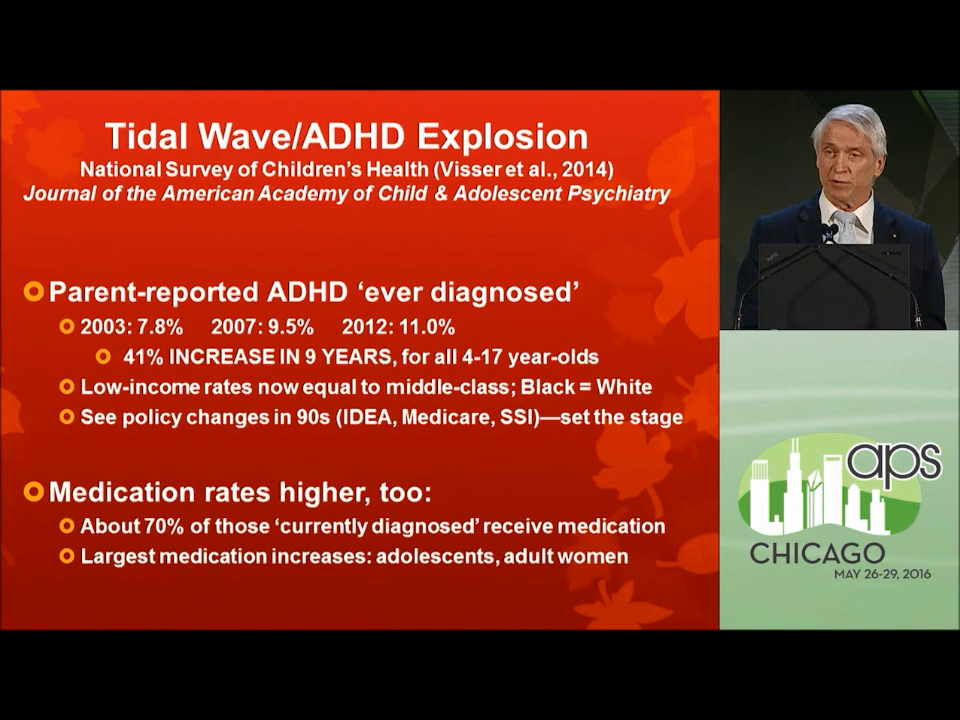 Tidal Wave/ADHD Explosion
National Survey of Children's Health (Visser et al., 2014)
Journal of the American Academy of Child & Adolescent Psychiatry
Parent-reported ADHD ‘ever diagnosed’
2003: 7.8% 2007: 9.5% 2012: 11.0%
41% INCREASE IN 9 YEARS, for all 4-17 year-olds
Low-income rates now equal to middle-class; Black = White
See policy changes in 90s (IDEA, Medicare, SSI)—set the stage
Medication rates higher, too:
About 70% of those ‘currently diagnosed’ receive medication
Largest medication increases: adolescents, adult women
aps
CHICAGO
MAY 26-29, 2016